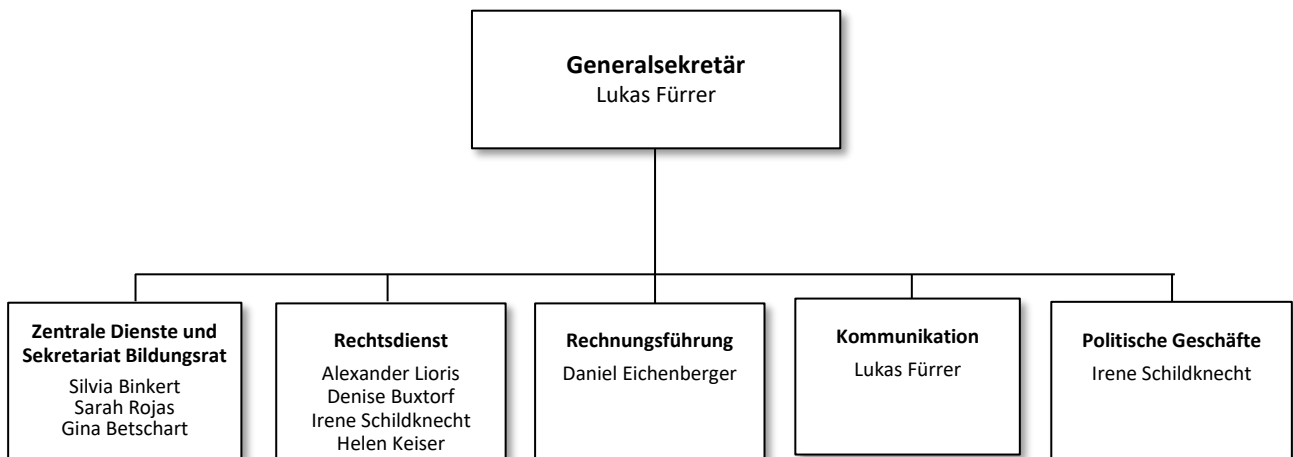 Generalsekretär
Lukas Fürrer
Zentrale Dienste und
Sekretariat Bildungsrat
Silvia Binkert
Sarah Rojas
Gina Betschart
Rechtsdienst
Alexander Lioris
Denise Buxtorf
Irene Schildknecht
Helen Keiser
Rechnungsführung
Daniel Eichenberger
Kommunikation
Lukas Fürrer
Politische Geschäfte
Irene Schildknecht